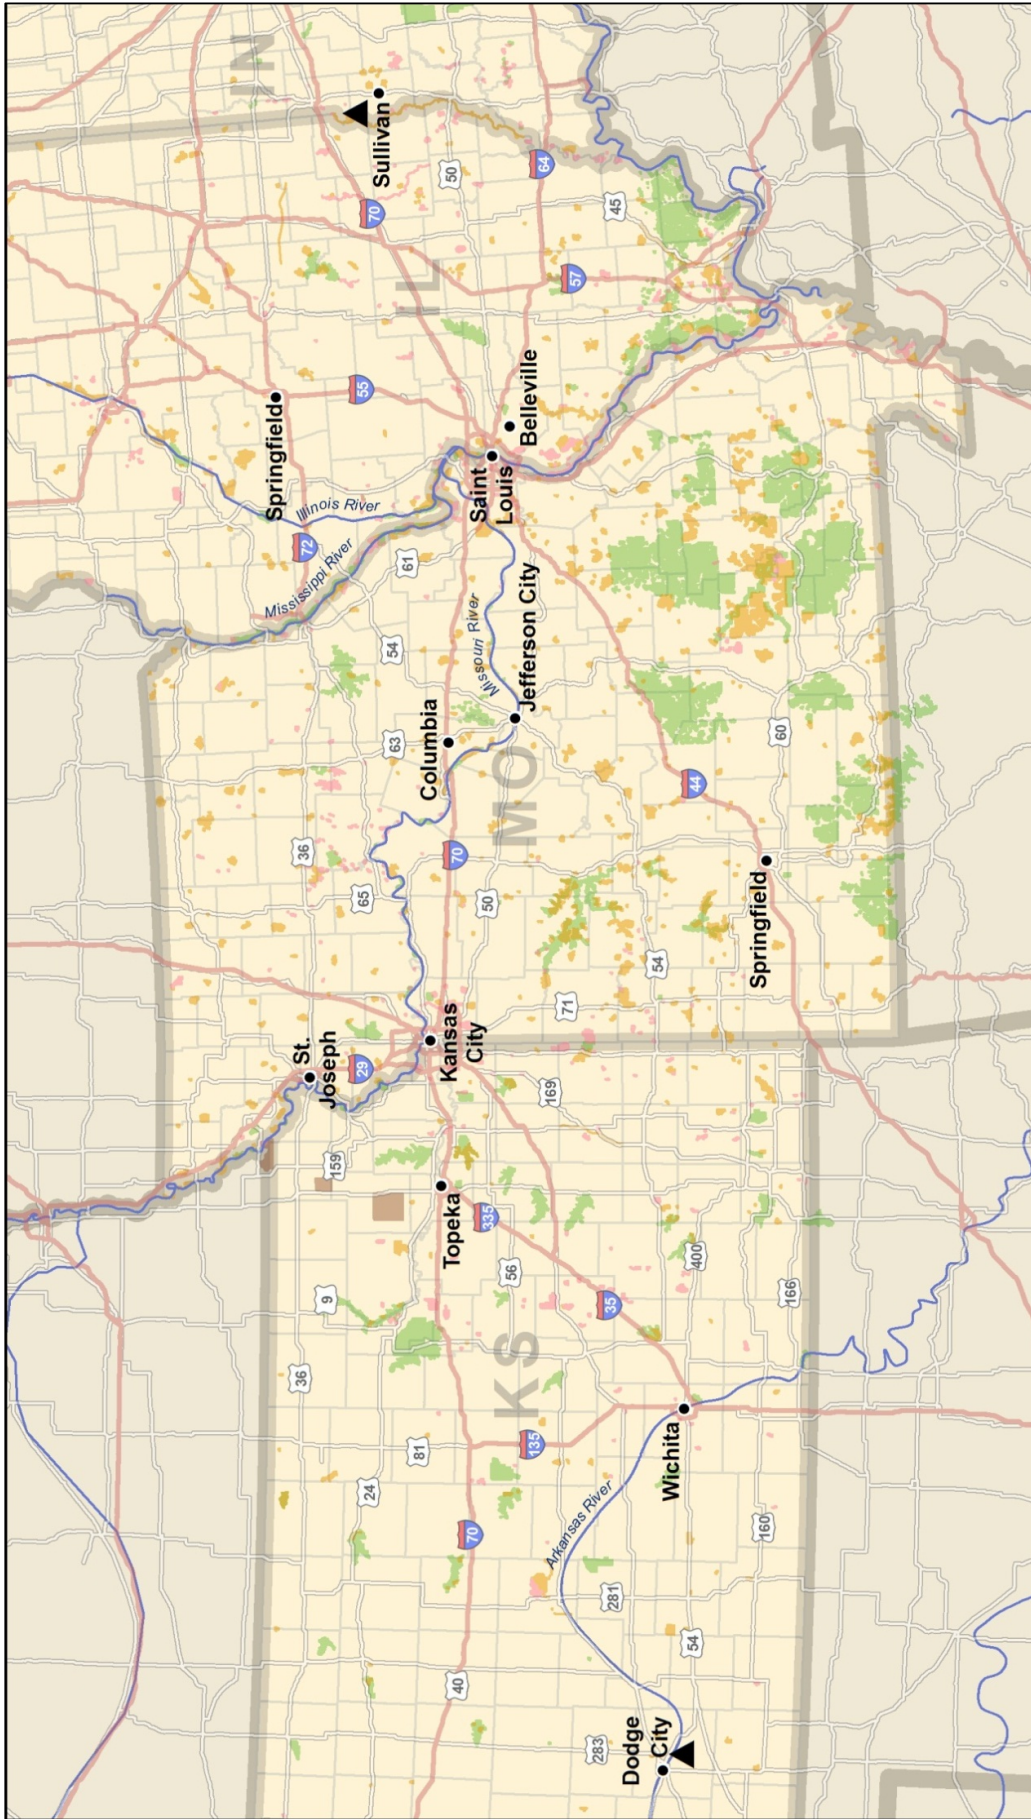 IN
Springfield
36
36
72
Mississippi River
Illinois River
9
159
St.
Joseph
29
65
55
24
70
Sullivan
54
63
61
81
IL
Columbia
Kansas
City
Topeka
40
70
70
50
Missouri River
Saint
Louis
335
50
56
KS
MO
Jefferson City
Belleville
135
64
169
71
57
Arkansas River
283
281
35
45
Dodge
City
54
44
Wichita
54
400
Springfield
160
166
60